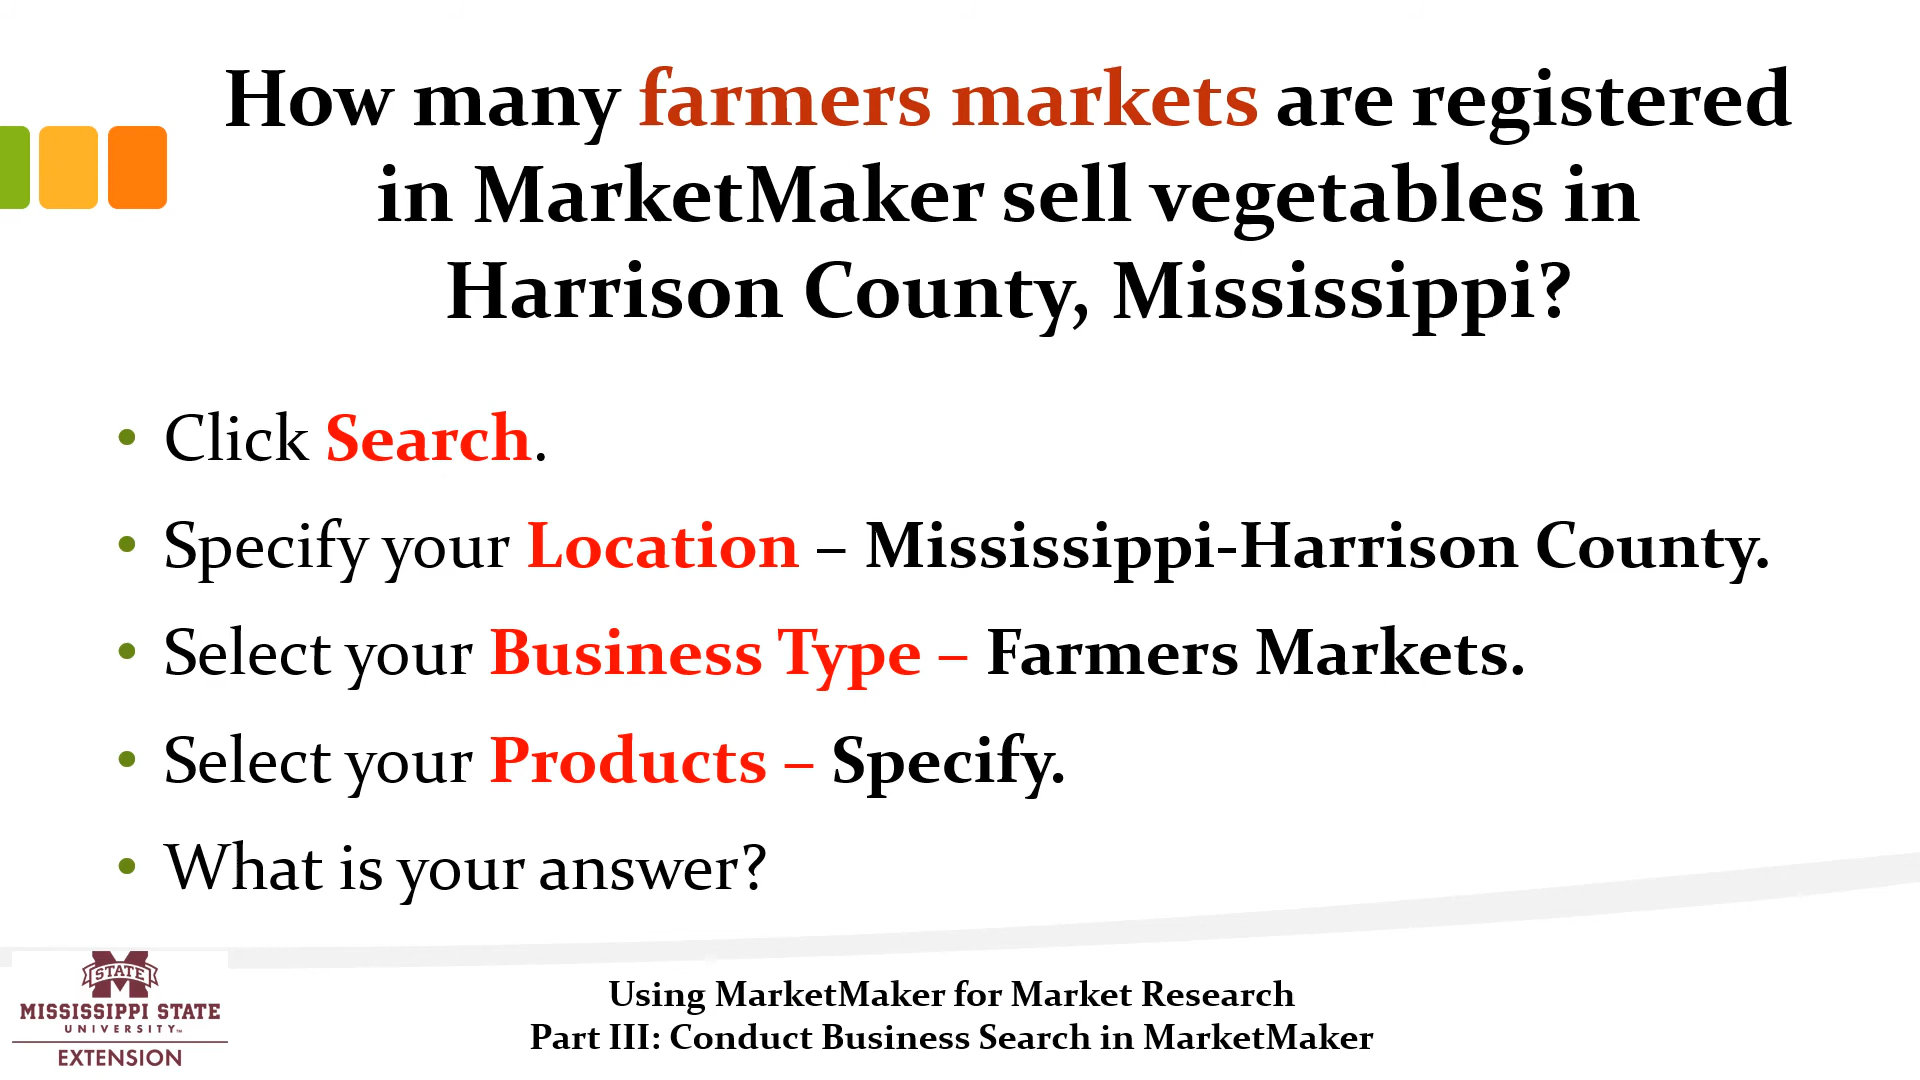 How many farmers markets are registered
in MarketMaker sell vegetables in
Harrison County, Mississippi?
• Click Search.
• Specify your Location – Mississippi-Harrison County.
• Select your Business Type – Farmers Markets.
• Select your Products – Specify.
• What is your answer?
STATE
MISSISSIPPI STATE
UNIVERSITY™
EXTENSION
Using MarketMaker for Market Research
Part III: Conduct Business Search in MarketMaker